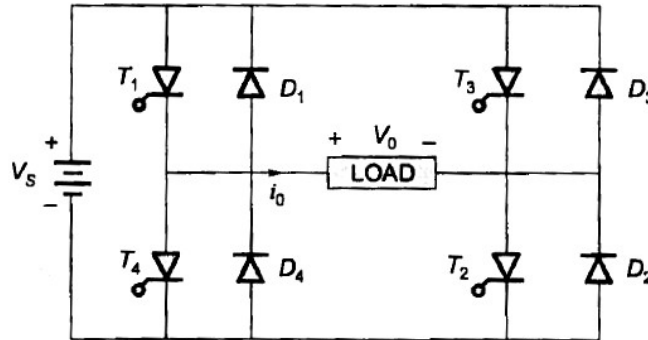 T1 D1 T3 D3
+ V0 −
+
VS LOAD
− i0
T4 D4 T2 D2